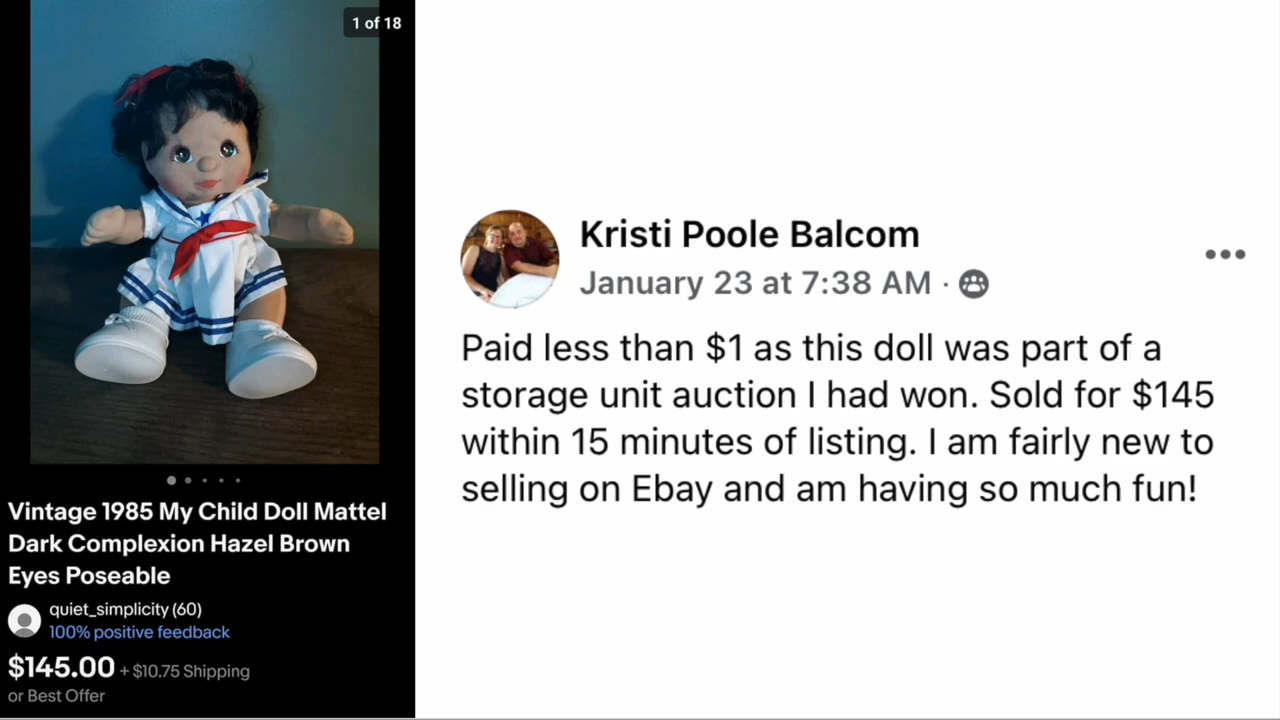 1 of 18
Vintage 1985 My Child Doll Mattel
Dark Complexion Hazel Brown
Eyes Poseable
quiet_simplicity (60)
100% positive feedback
$145.00 + $10.75 Shipping
or Best Offer
Kristi Poole Balcom
January 23 at 7:38 AM ·
Paid less than $1 as this doll was part of a
storage unit auction I had won. Sold for $145
within 15 minutes of listing. I am fairly new to
selling on Ebay and am having so much fun!